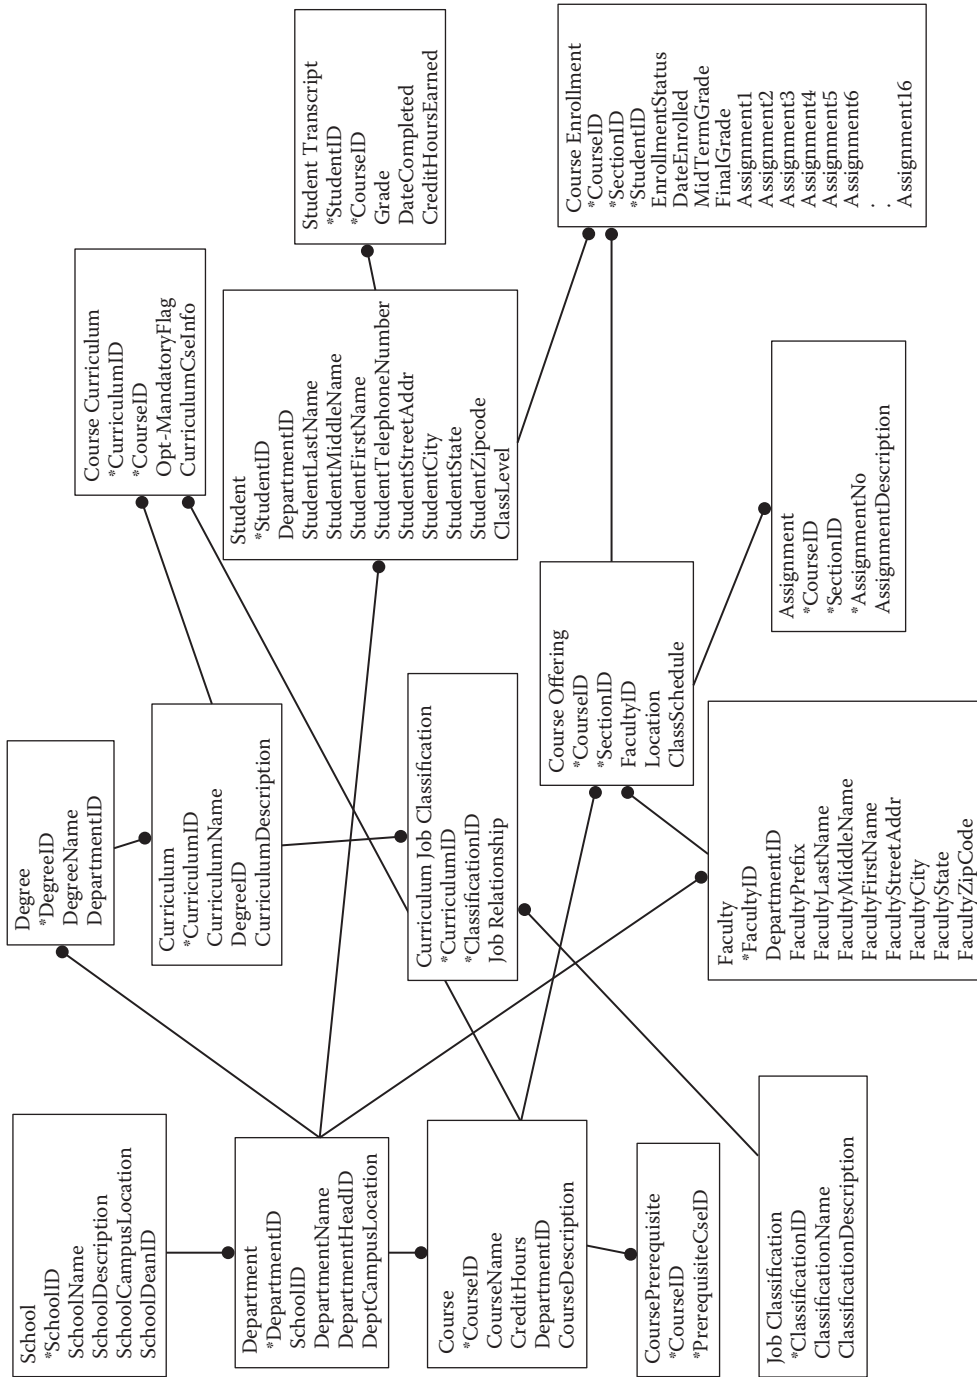 School
*SchoolID
SchoolName
SchoolDescription
SchoolCampusLocation
SchoolDeanID
Department
*DepartmentID
SchoolID
DepartmentName
DepartmentHeadID
DeptCampusLocation
Course
*CourseID
CourseName
CreditHours
DepartmentID
CourseDescription
CoursePrerequisite
*CourseID
*PrerequisiteCseID
Job Classification
*ClassificationID
ClassificationName
ClassificationDescription
Degree
*DegreeID
DegreeName
DepartmentID
Curriculum
*CurriculumID
CurriculumName
DegreeID
CurriculumDescription
Curriculum Job Classification
*CurriculumID
*ClassificationID
Job Relationship
Course Offering
*CourseID
*SectionID
FacultyID
Location
ClassSchedule
Faculty
*FacultyID
DepartmentID
FacultyPrefix
FacultyLastName
FacultyMiddleName
FacultyFirstName
FacultyStreetAddr
FacultyCity
FacultyState
FacultyZipCode
Course Curriculum
*CurriculumID
*CourseID
Opt-MandatoryFlag
CurriculumCseInfo
Student
*StudentID
DepartmentID
StudentLastName
StudentMiddleName
StudentFirstName
StudentTelephoneNumber
StudentStreetAddr
StudentCity
StudentState
StudentZipcode
ClassLevel
Assignment
*CourseID
*SectionID
*AssignmentNo
AssignmentDescription
Student Transcript
*StudentID
*CourseID
Grade
DateCompleted
CreditHoursEarned
Course Enrollment
*CourseID
*SectionID
*StudentID
EnrollmentStatus
DateEnrolled
MidTermGrade
FinalGrade
Assignment1
Assignment2
Assignment3
Assignment4
Assignment5
Assignment6
.
.
Assignment16